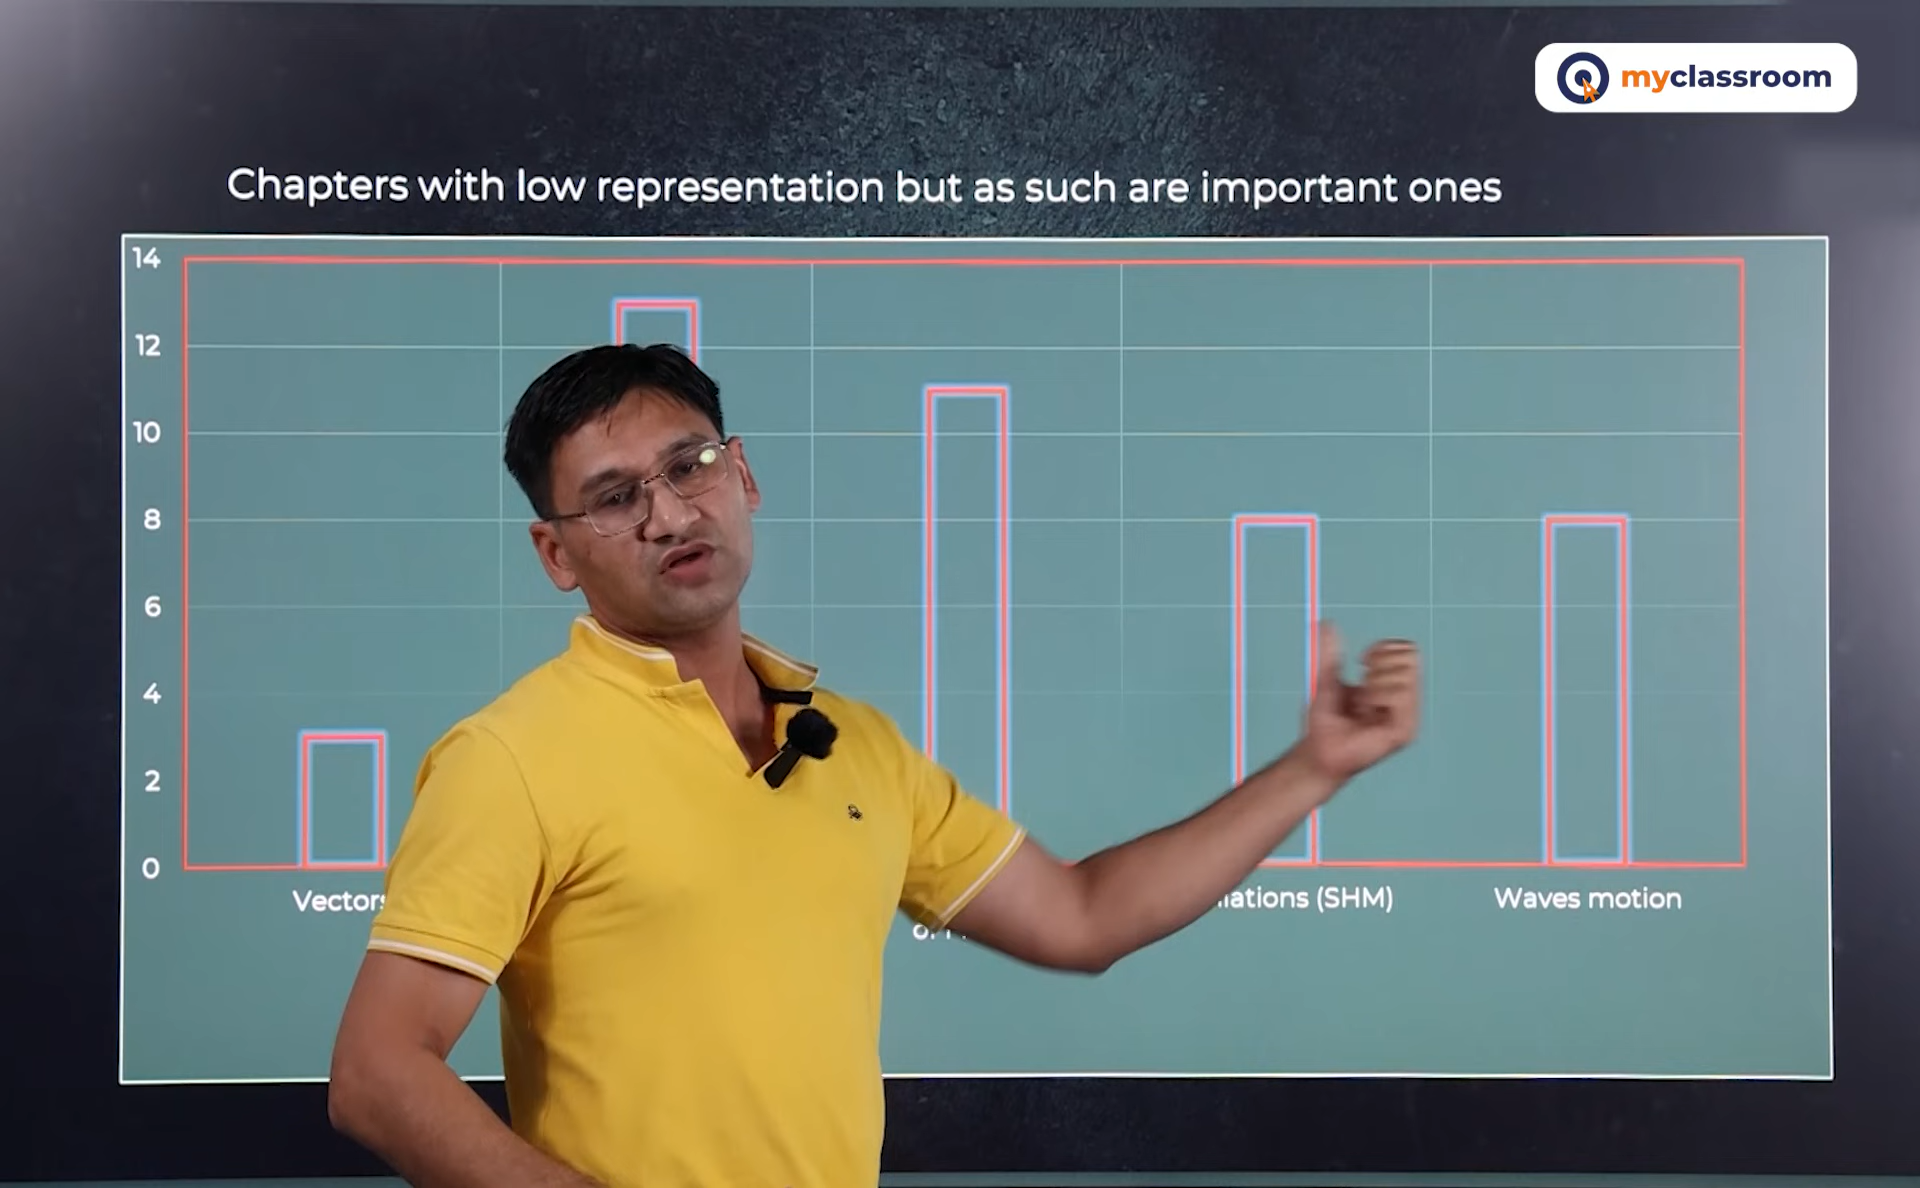 myclassroom
Chapters with low representation but as such are important ones
14
12
10
8
6
4
2
0
Vectors
(SHM)
Waves motion